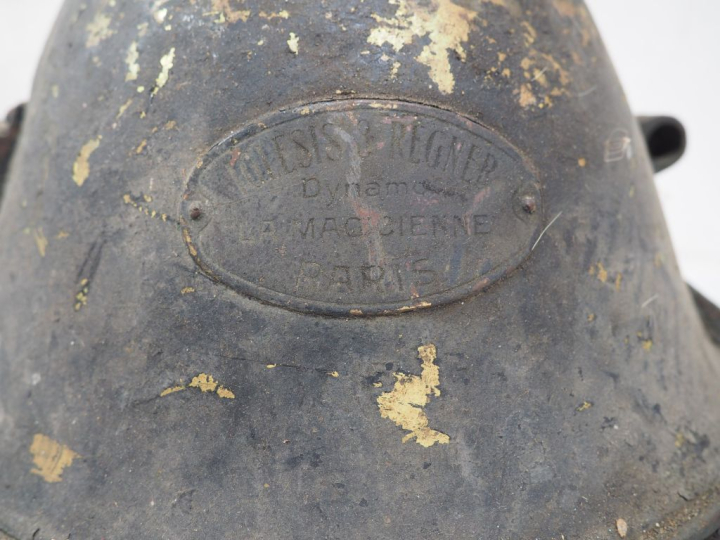 & REGNER
Dynamo
LA MAGICIENNE
PARIS